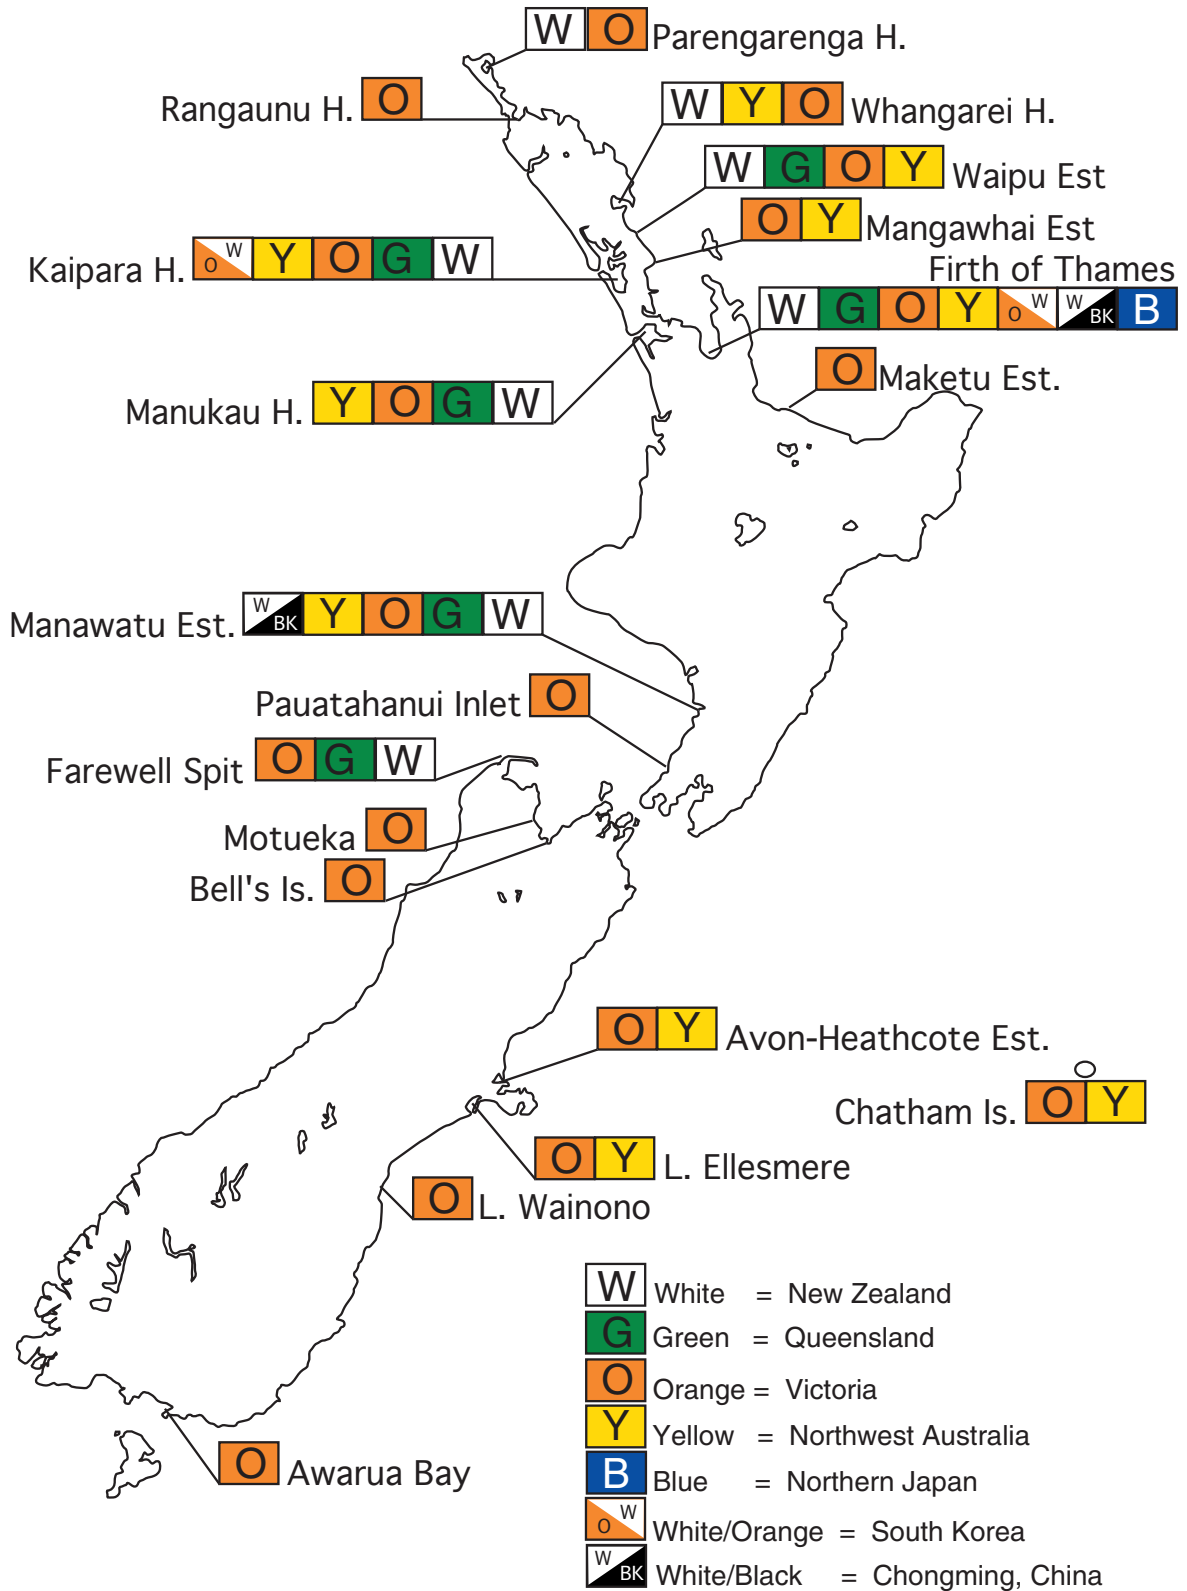 W O Parengarenga H.
Rangaunu H. O
W Y O Whangarei H.
W G O Y Waipu Est
O Y Mangawhai Est
Kaipara H. O W Y O G W
Firth of Thames
W G O Y O W W BK B
O Maketu Est.
Manukau H. Y O G W
Manawatu Est. W BK Y O G W
Pauatahanui Inlet O
Farewell Spit O G W
Motueka O
Bell's Is. O
O Y Avon-Heathcote Est.
Chatham Is. O Y
O Y L. Ellesmere
O L. Wainono
W White = New Zealand
G Green = Queensland
O Orange = Victoria
Y Yellow = Northwest Australia
B Blue = Northern Japan
O W White/Orange = South Korea
W BK White/Black = Chongming, China
O Awarua Bay